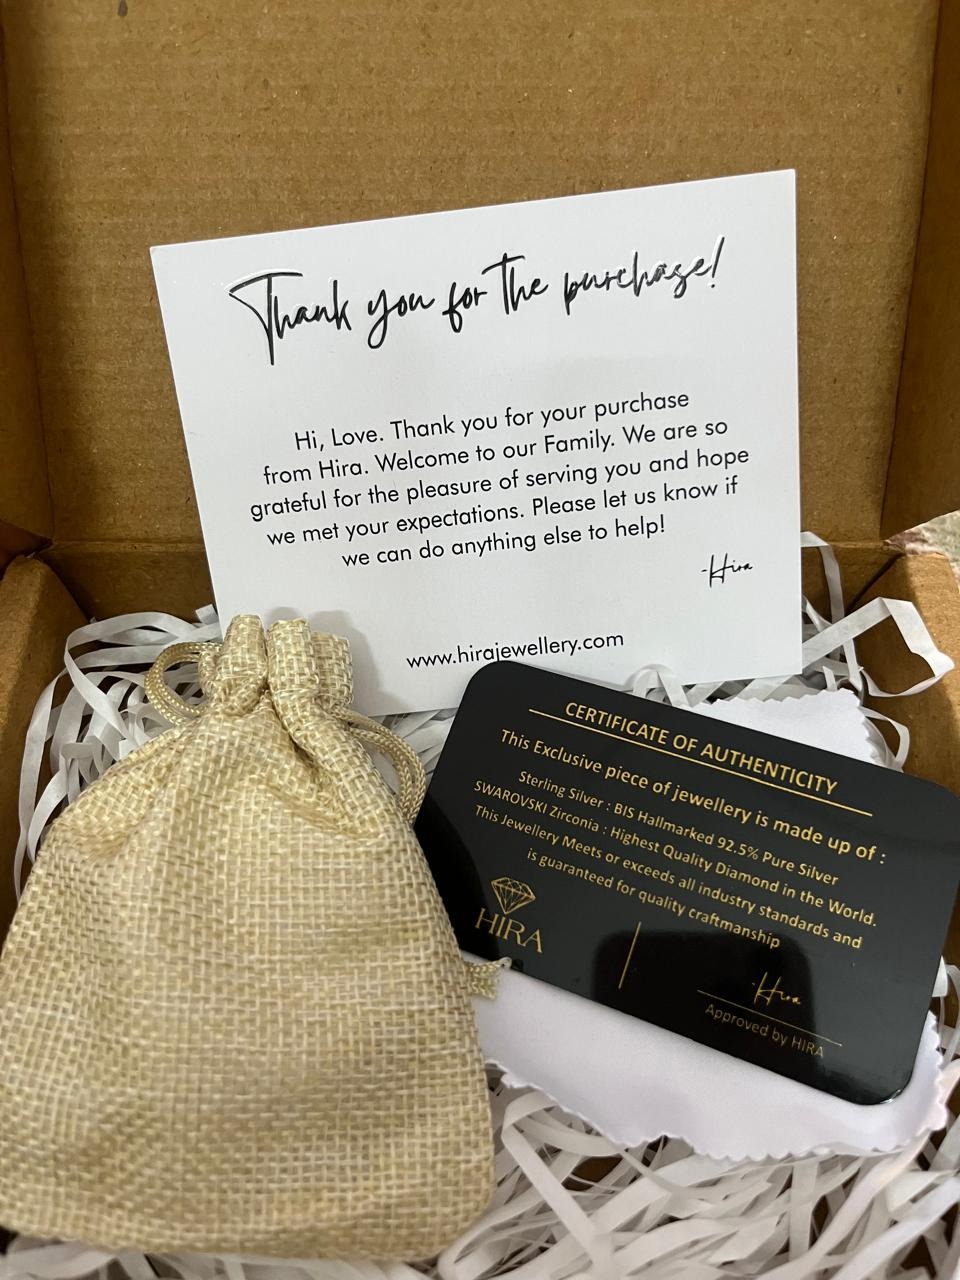 Thank you for the purchase!
Hi, Love. Thank you for your purchase
from Hira. Welcome to our Family. We are so
grateful for the pleasure of serving you and hope
we met your expectations. Please let us know if
we can do anything else to help!
-Hira
www.hirajewellery.com
CERTIFICATE OF AUTHENTICITY
This Exclusive piece of jewellery is made up of :
Sterling Silver : BIS Hallmarked 92.5% Pure Silver
SWAROVSKI Zirconia : Highest Quality Diamond in the World.
This Jewellery Meets or exceeds all industry standards and
is guaranteed for quality craftmanship
HIRA
-Hira
Approved by HIRA